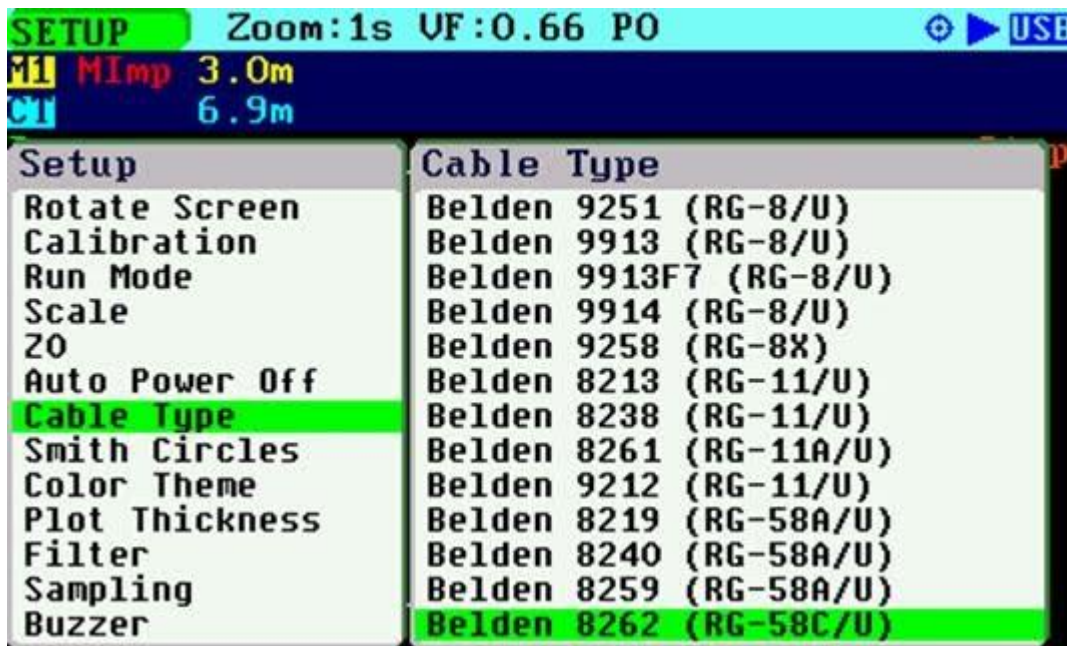 SETUP Zoom:1s VF:0.66 PO USB
M1 MImp 3.0m
CT 6.9m
Setup
Rotate Screen
Calibration
Run Mode
Scale
Z0
Auto Power Off
Cable Type
Smith Circles
Color Theme
Plot Thickness
Filter
Sampling
Buzzer
Cable Type
Belden 9251 (RG-8/U)
Belden 9913 (RG-8/U)
Belden 9913F7 (RG-8/U)
Belden 9914 (RG-8/U)
Belden 9258 (RG-8X)
Belden 8213 (RG-11/U)
Belden 8238 (RG-11/U)
Belden 8261 (RG-11A/U)
Belden 9212 (RG-11/U)
Belden 8219 (RG-58A/U)
Belden 8240 (RG-58A/U)
Belden 8259 (RG-58A/U)
Belden 8262 (RG-58C/U)